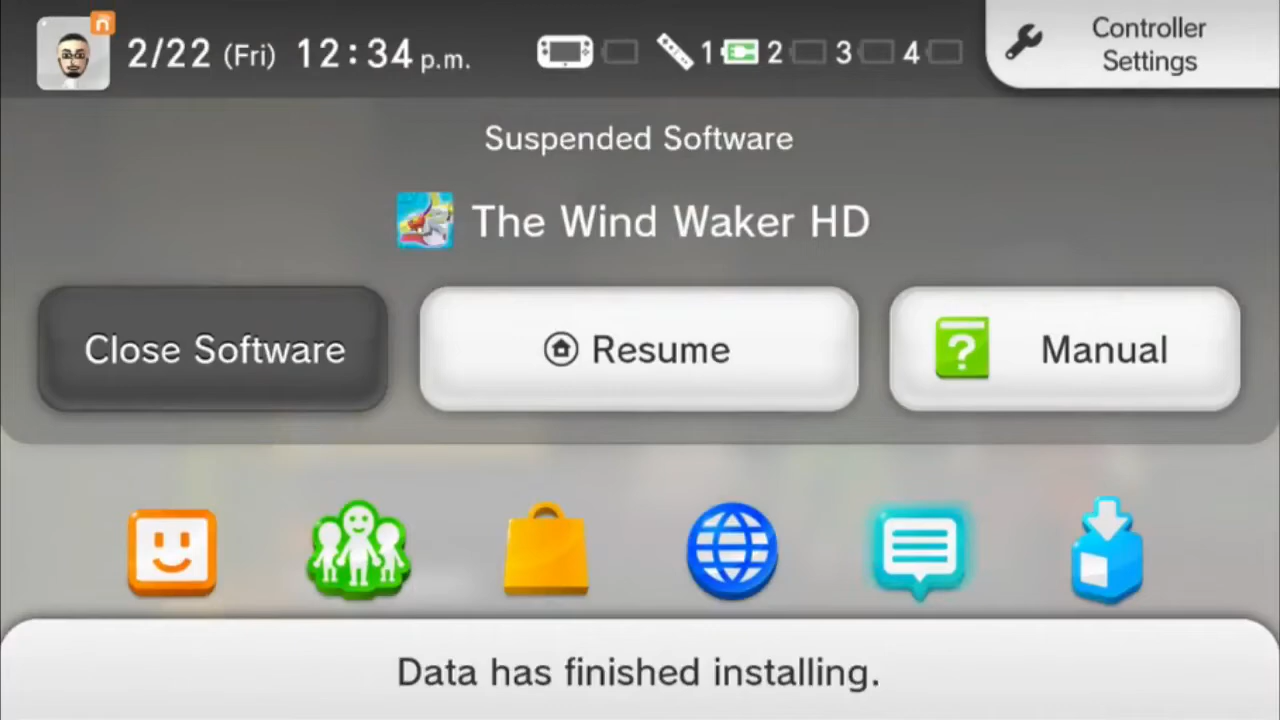 2/22 (Fri) 12:34 p.m. 1 2 3 4 Controller
Settings
Suspended Software
The Wind Waker HD
Close Software Resume ? Manual
Data has finished installing.